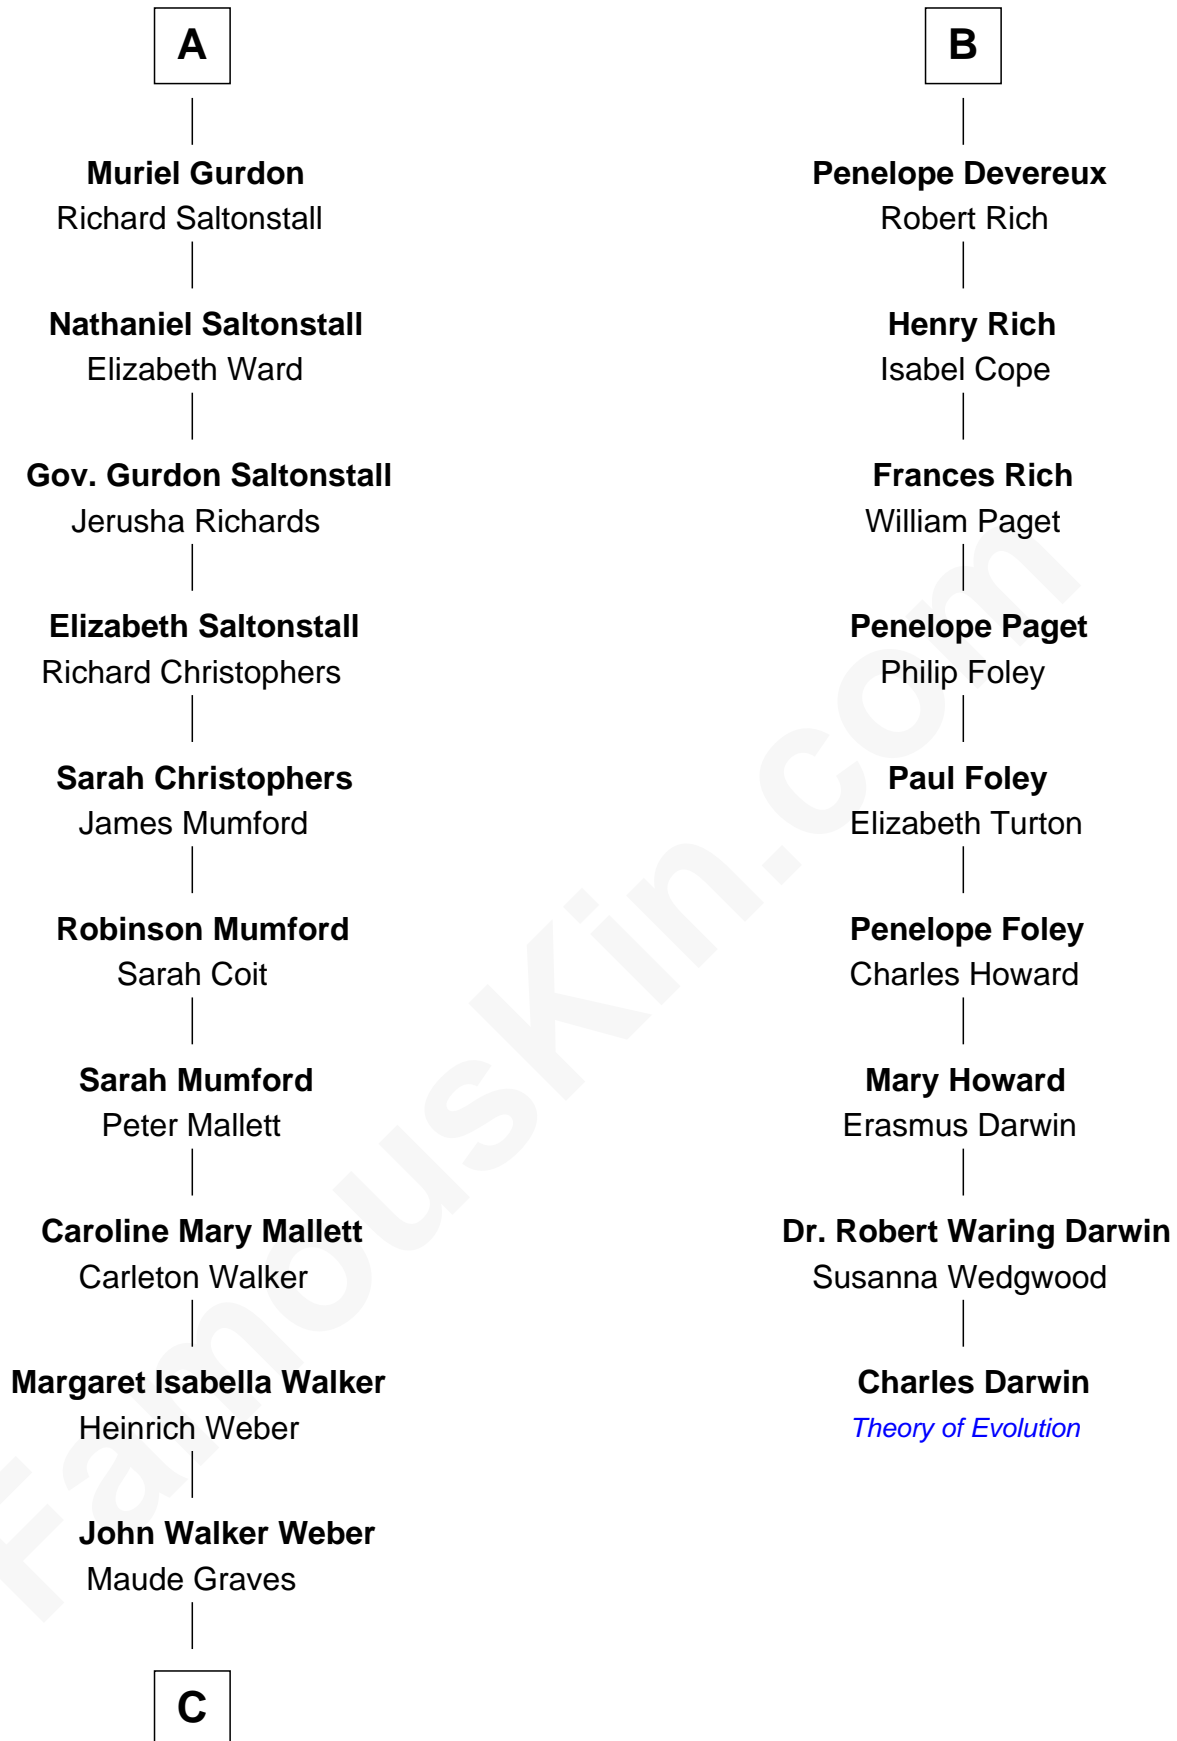 A
Muriel Gurdon
Richard Saltonstall
Nathaniel Saltonstall
Elizabeth Ward
Gov. Gurdon Saltonstall
Jerusha Richards
Elizabeth Saltonstall
Richard Christophers
Sarah Christophers
James Mumford
Robinson Mumford
Sarah Coit
Sarah Mumford
Peter Mallett
Caroline Mary Mallett
Carleton Walker
Margaret Isabella Walker
Heinrich Weber
John Walker Weber
Maude Graves
C
B
Penelope Devereux
Robert Rich
Henry Rich
Isabel Cope
Frances Rich
William Paget
Penelope Paget
Philip Foley
Paul Foley
Elizabeth Turton
Penelope Foley
Charles Howard
Mary Howard
Erasmus Darwin
Dr. Robert Waring Darwin
Susanna Wedgwood
Charles Darwin
Theory of Evolution
FamousKin.com